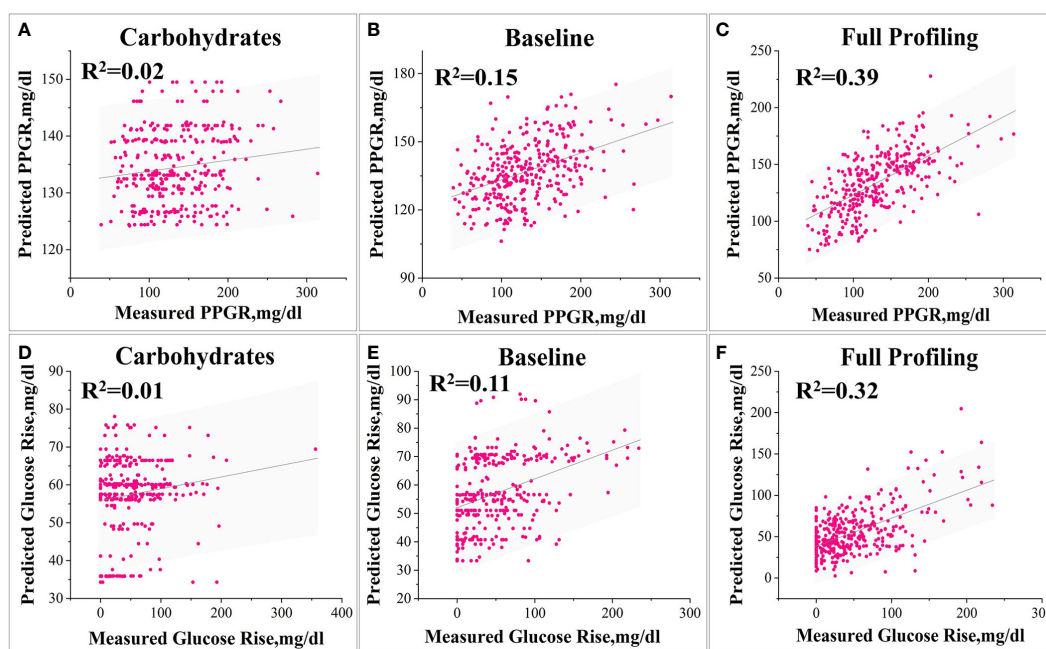 A
Carbohydrates
R²=0.02
Predicted PPGR,mg/dl
150
140
130
120
0
100
200
300
Measured PPGR,mg/dl
B
Baseline
R²=0.15
Predicted PPGR,mg/dl
180
150
120
90
0
100
200
300
Measured PPGR,mg/dl
C
Full Profiling
R²=0.39
Predicted PPGR,mg/dl
250
200
150
100
50
0
100
200
300
Measured PPGR,mg/dl
D
Carbohydrates
R²=0.01
Predicted Glucose Rise,mg/dl
90
80
70
60
50
40
30
0
100
200
300
400
Measured Glucose Rise,mg/dl
E
Baseline
R²=0.11
Predicted Glucose Rise,mg/dl
100
90
80
70
60
50
40
30
20
0
100
200
300
Measured Glucose Rise,mg/dl
F
Full Profiling
R²=0.32
Predicted Glucose Rise,mg/dl
250
200
150
100
50
0
0
100
200
30
Measured Glucose Rise,mg/dl